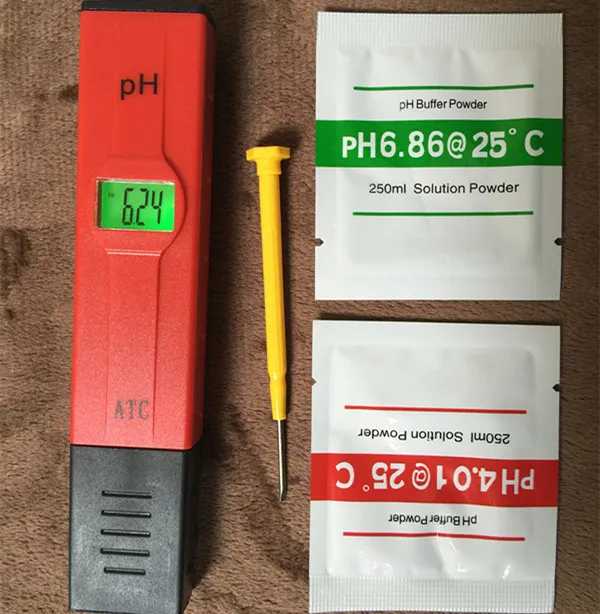 pH
PH
6.24
ATC
pH Buffer Powder
PH6.86@25°C
250ml Solution Powder
pH Buffer Powder
PH4.01@25°C
250ml Solution Powder